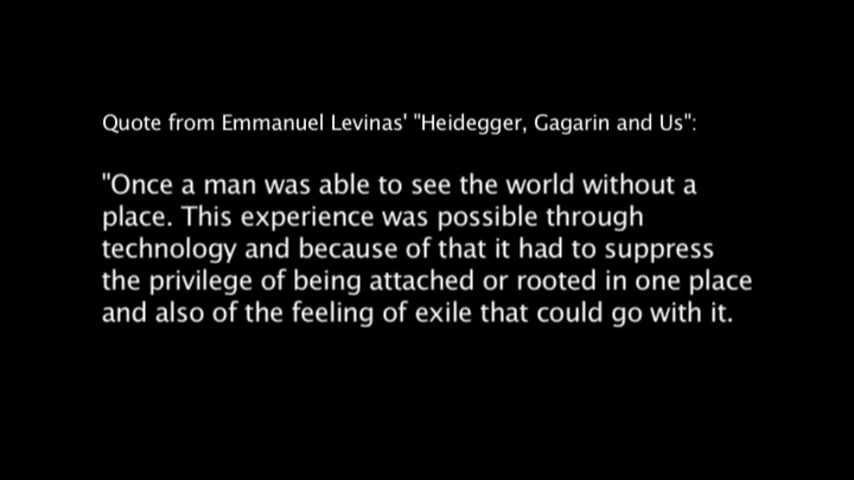 Quote from Emmanuel Levinas' "Heidegger, Gagarin and Us":
"Once a man was able to see the world without a
place. This experience was possible through
technology and because of that it had to suppress
the privilege of being attached or rooted in one place
and also of the feeling of exile that could go with it.